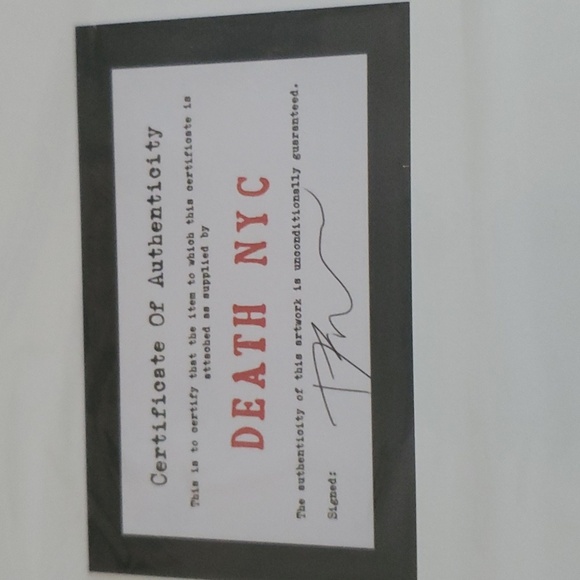 Certificate Of Authenticity
This is to certify that the item to which this certificate is
attached as supplied by
DEATH NYC
The authenticity of this artwork is unconditionally guaranteed.
Signed: